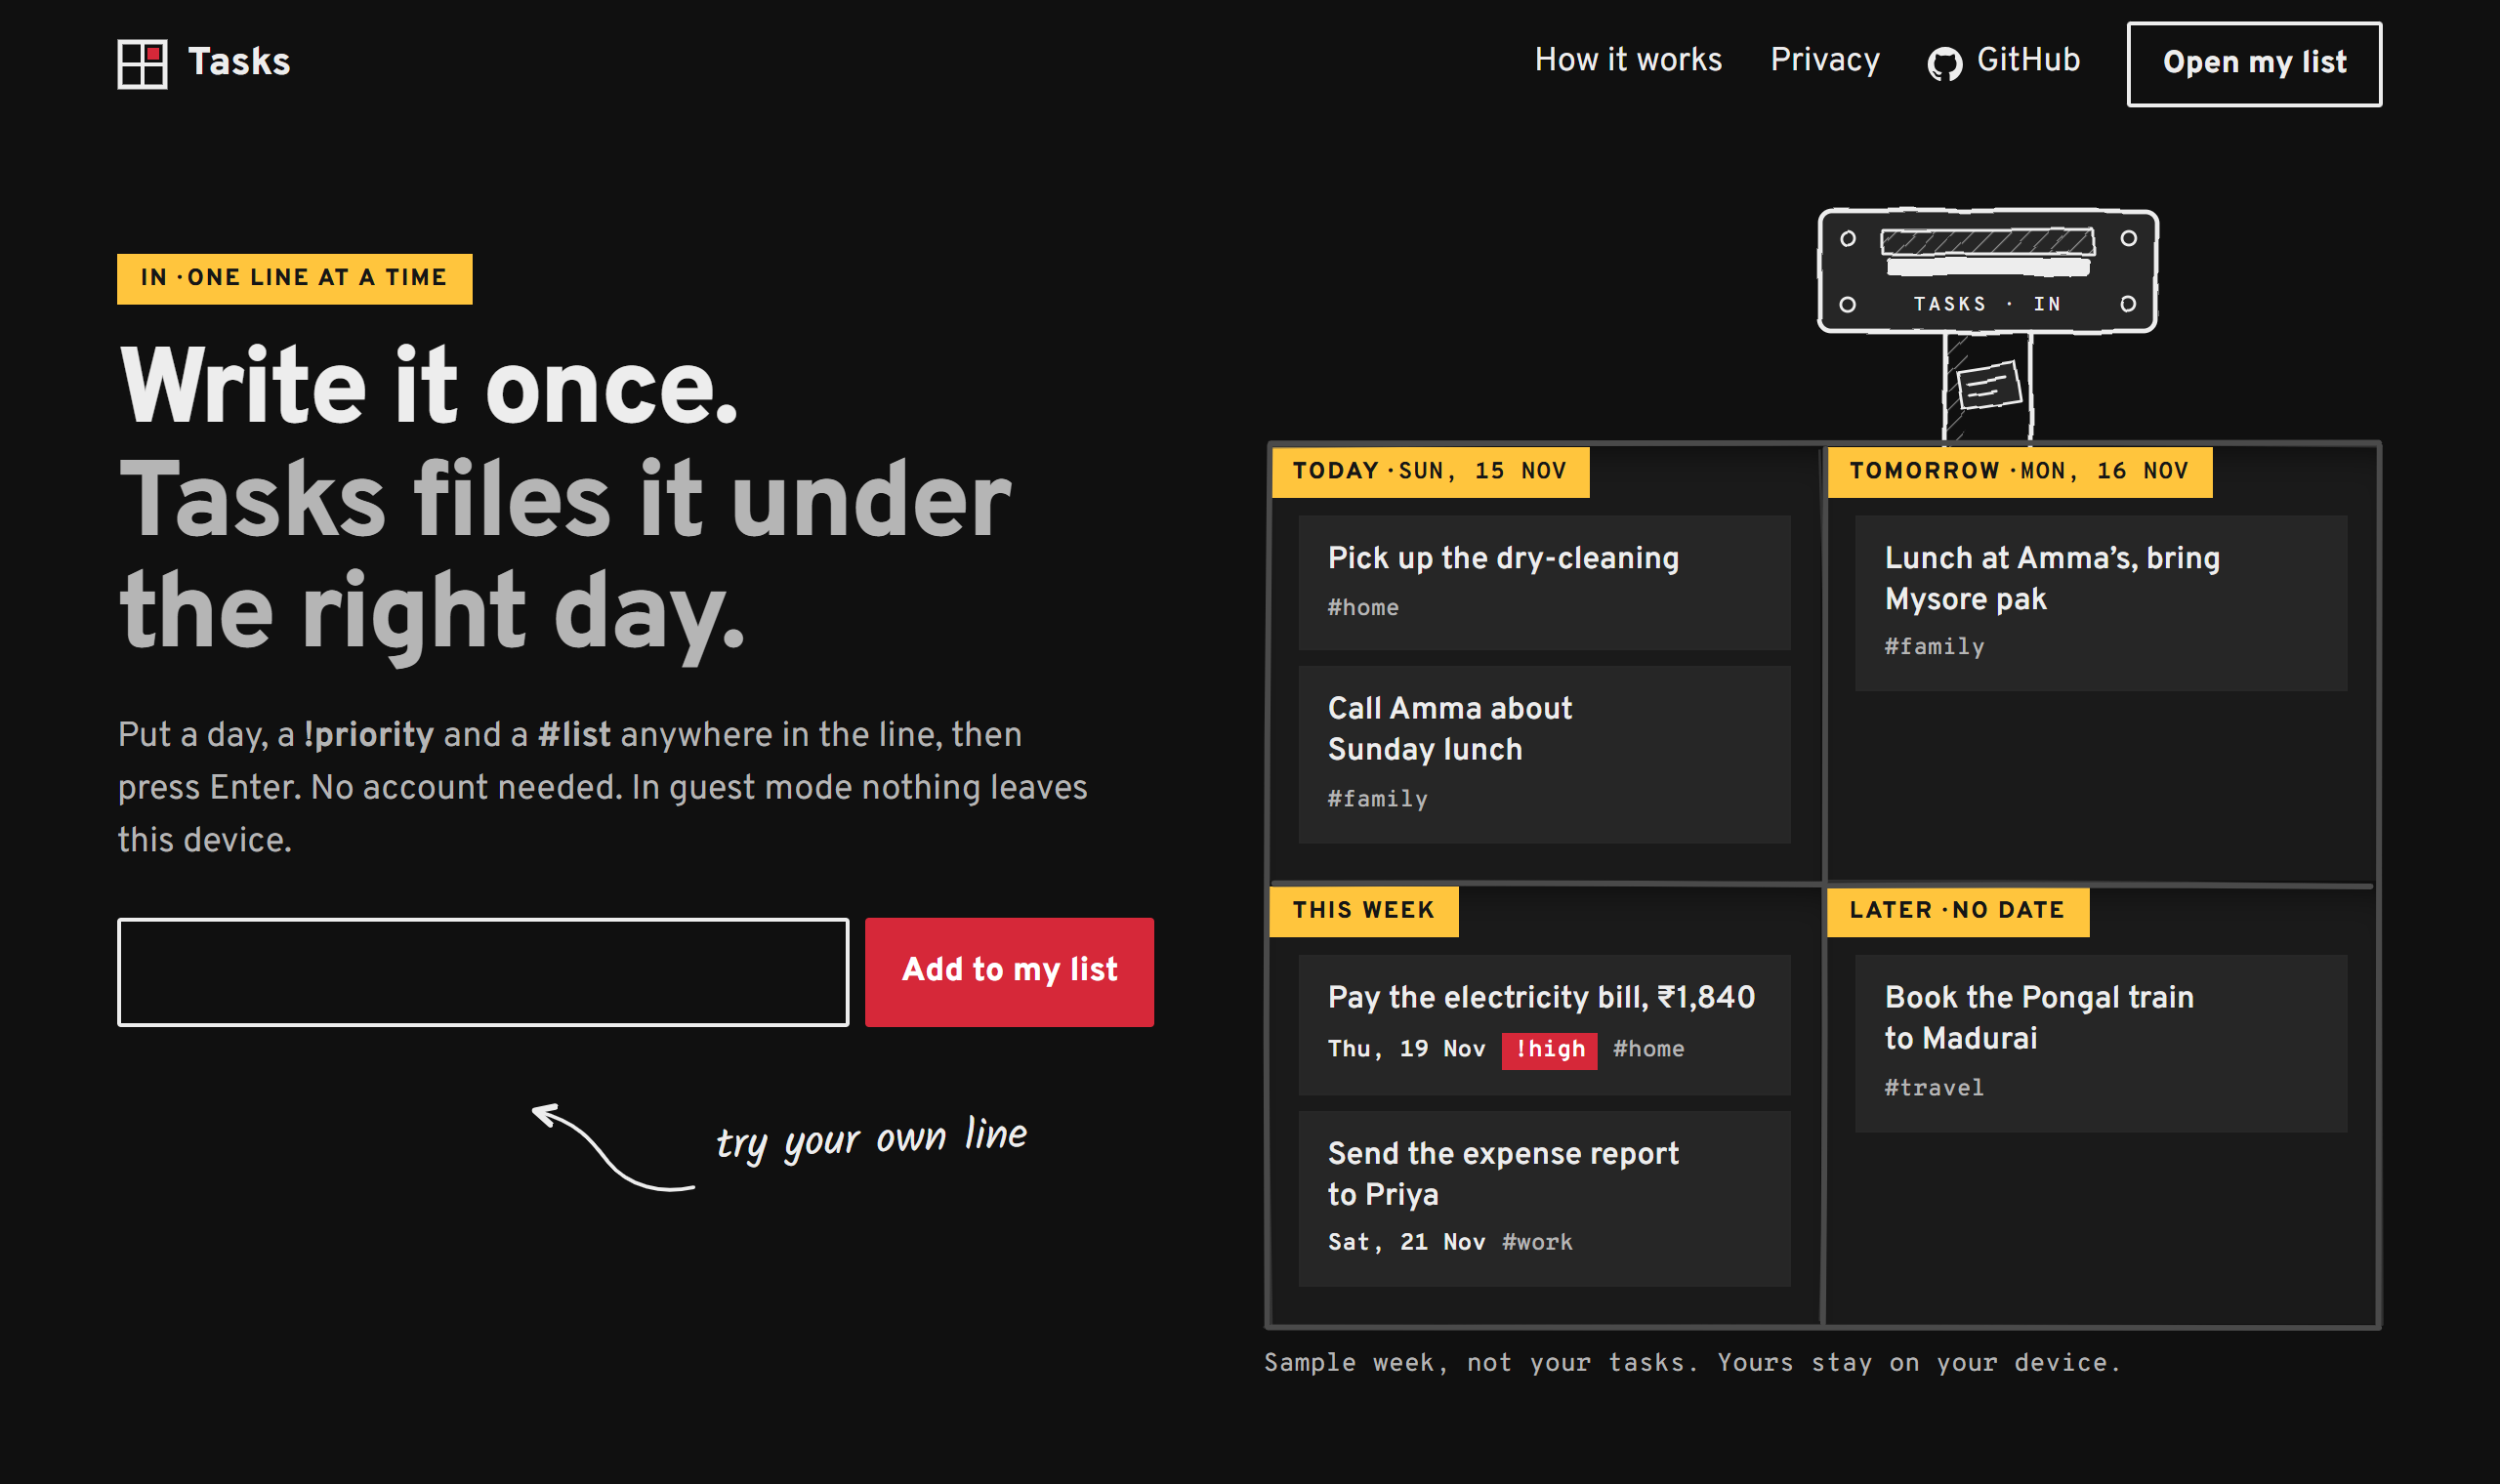 Tasks
How it works
Privacy
GitHub
Open my list
IN · ONE LINE AT A TIME
Write it once.
Tasks files it under
the right day.
Put a day, a !priority and a #list anywhere in the line, then
press Enter. No account needed. In guest mode nothing leaves
this device.
Add to my list
try your own line
TASKS · IN
TODAY · SUN, 15 NOV
Pick up the dry-cleaning
#home
Call Amma about
Sunday lunch
#family
TOMORROW · MON, 16 NOV
Lunch at Amma’s, bring
Mysore pak
#family
THIS WEEK
Pay the electricity bill, ₹1,840
Thu, 19 Nov !high #home
Send the expense report
to Priya
Sat, 21 Nov #work
LATER · NO DATE
Book the Pongal train
to Madurai
#travel
Sample week, not your tasks. Yours stay on your device.